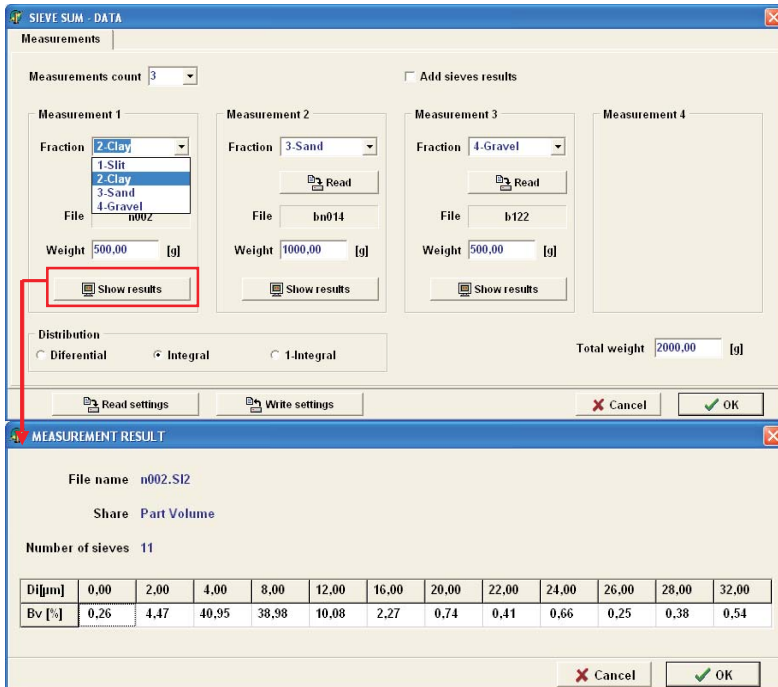 SIEVE SUM - DATA
Measurements
Measurements count 3
Add sieves results
Measurement 1 Measurement 2 Measurement 3 Measurement 4
Fraction 2-Clay Fraction 3-Sand Fraction 4-Gravel
1-Slit
2-Clay
3-Sand
4-Gravel
Read Read
File n002 File bn014 File b122
Weight 500,00 [g] Weight 1000,00 [g] Weight 500,00 [g]
Show results Show results Show results
Distribution
Diferential Integral 1-Integral
Total weight 2000,00 [g]
Read settings Write settings Cancel OK
MEASUREMENT RESULT
File name n002.SI2
Share Part Volume
Number of sieves 11
Di[µm] 0,00 2,00 4,00 8,00 12,00 16,00 20,00 22,00 24,00 26,00 28,00 32,00
Bv [%] 0,26 4,47 40,95 38,98 10,08 2,27 0,74 0,41 0,66 0,25 0,38 0,54
Cancel OK